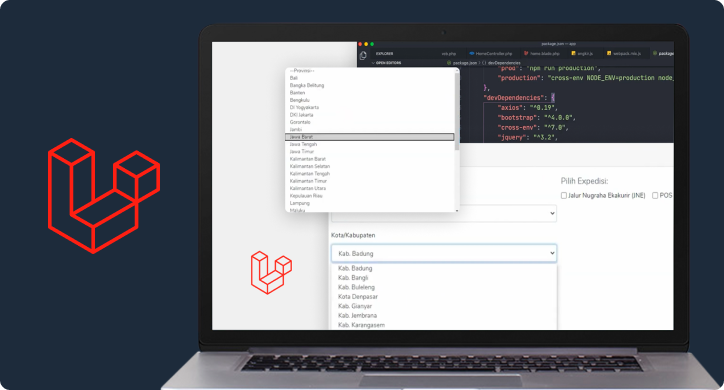 package.json — app
EXPLORER
web.php
HomeController.php
home.blade.php
ongkir.js
webpack.mix.js
package
OPEN EDITORS
package.json > {} devDependencies
"prod": "npm run production",
"production": "cross-env NODE_ENV=production node_
},
"devDependencies": {
"axios": "^0.19",
"bootstrap": "^4.0.0",
"cross-env": "^7.0",
"jquery": "^3.2",
--Provinsi--
Bali
Bangka Belitung
Banten
Bengkulu
DI Yogyakarta
DKI Jakarta
Gorontalo
Jambi
Jawa Barat
Jawa Tengah
Jawa Timur
Kalimantan Barat
Kalimantan Selatan
Kalimantan Tengah
Kalimantan Timur
Kalimantan Utara
Kepulauan Riau
Lampung
Maluku
Pilih Expedisi:
Jalur Nugraha Ekakurir (JNE)
POS
Kota/Kabupaten
Kab. Badung
Kab. Badung
Kab. Bangli
Kab. Buleleng
Kota Denpasar
Kab. Gianyar
Kab. Jembrana
Kab. Karangasem